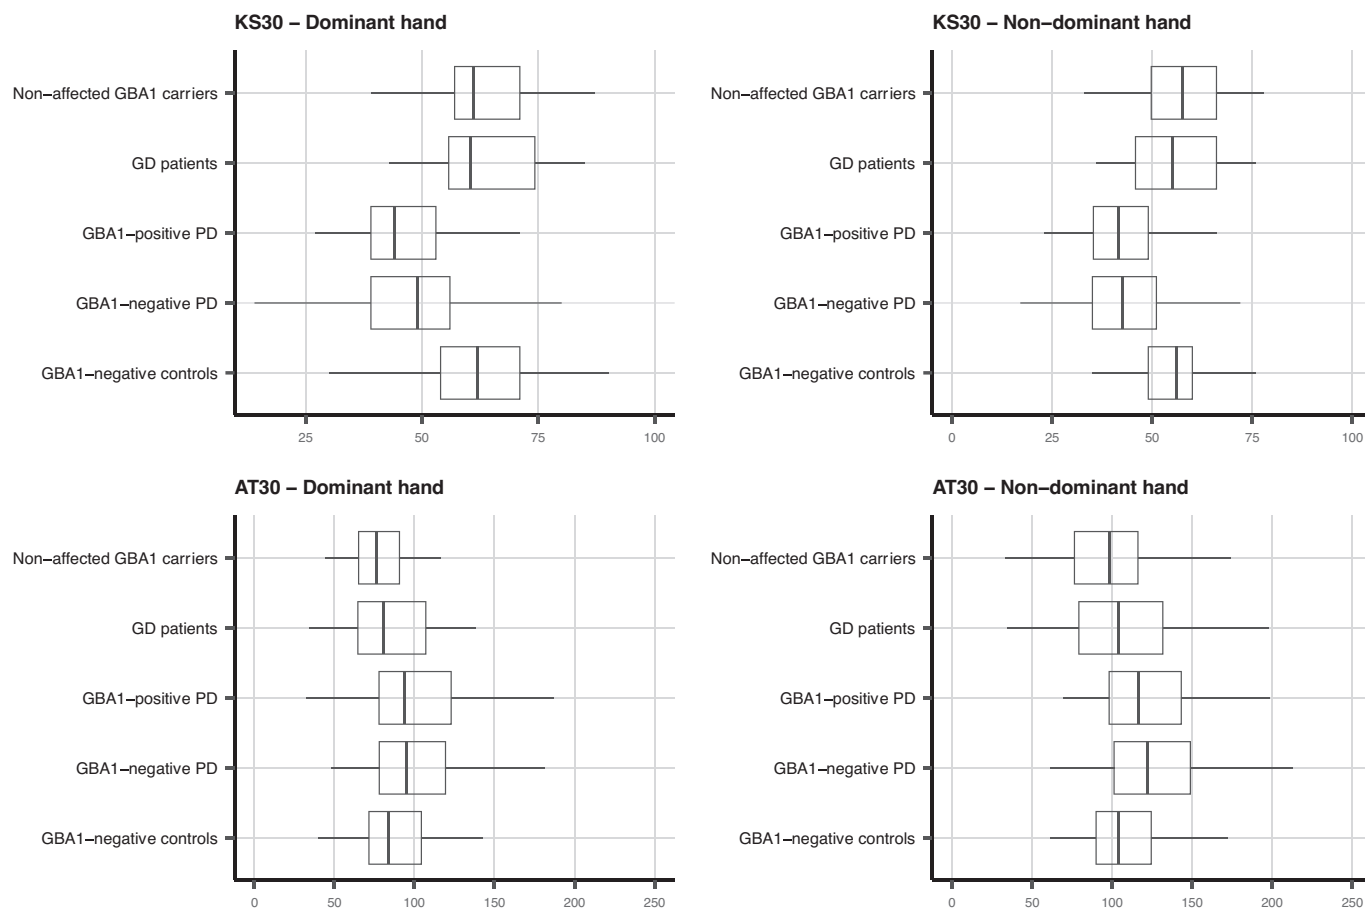 KS30 – Dominant hand
Non–affected GBA1 carriers
GD patients
GBA1–positive PD
GBA1–negative PD
GBA1–negative controls
25 50 75 100
KS30 – Non–dominant hand
Non–affected GBA1 carriers
GD patients
GBA1–positive PD
GBA1–negative PD
GBA1–negative controls
0 25 50 75 100
AT30 – Dominant hand
Non–affected GBA1 carriers
GD patients
GBA1–positive PD
GBA1–negative PD
GBA1–negative controls
0 50 100 150 200 250
AT30 – Non–dominant hand
Non–affected GBA1 carriers
GD patients
GBA1–positive PD
GBA1–negative PD
GBA1–negative controls
0 50 100 150 200 250